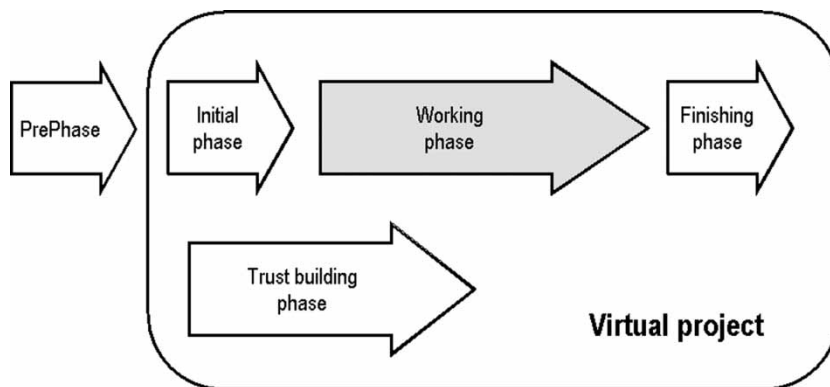 PrePhase
Initial
phase
Working
phase
Finishing
phase
Trust building
phase
Virtual project